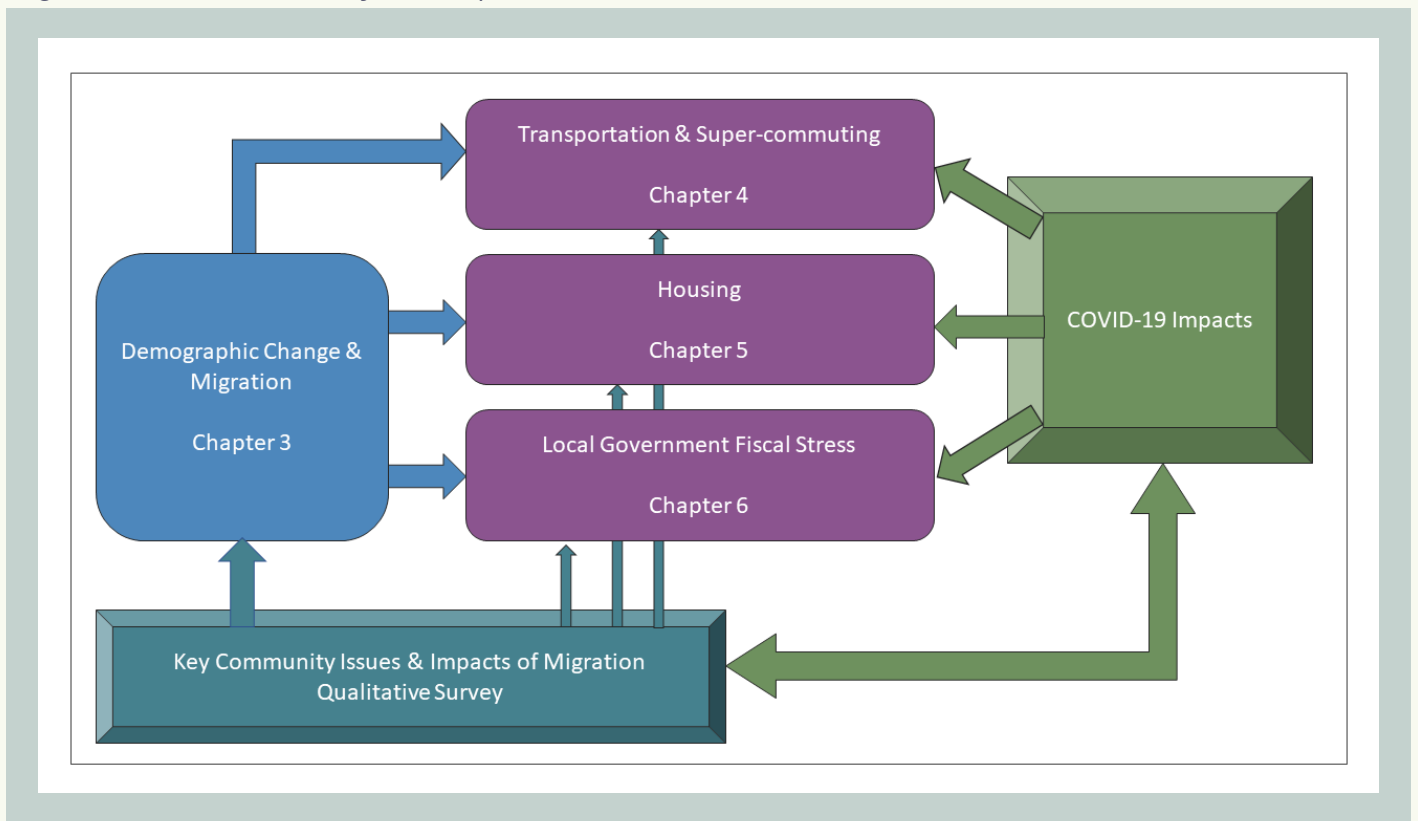 Transportation & Super-commuting
Chapter 4
Housing
Chapter 5
Local Government Fiscal Stress
Chapter 6
Demographic Change &
Migration
Chapter 3
COVID-19 Impacts
Key Community Issues & Impacts of Migration
Qualitative Survey